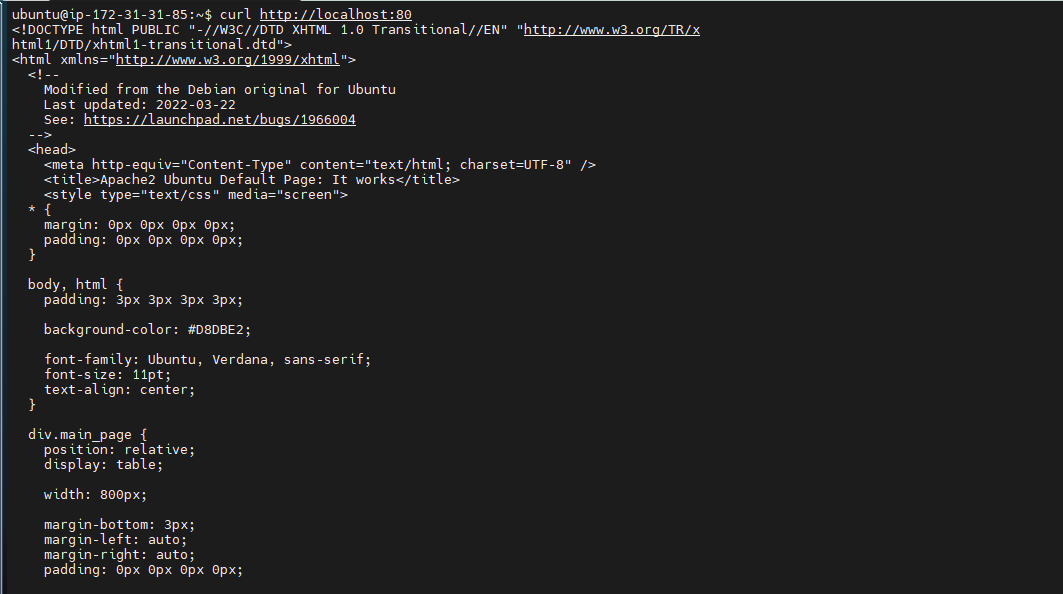 ubuntu@ip-172-31-31-85:~$ curl http://localhost:80
<!DOCTYPE html PUBLIC "-//W3C//DTD XHTML 1.0 Transitional//EN" "http://www.w3.org/TR/x
html1/DTD/xhtml1-transitional.dtd">
<html xmlns="http://www.w3.org/1999/xhtml">
  <!--
    Modified from the Debian original for Ubuntu
    Last updated: 2022-03-22
    See: https://launchpad.net/bugs/1966004
  -->
  <head>
    <meta http-equiv="Content-Type" content="text/html; charset=UTF-8" />
    <title>Apache2 Ubuntu Default Page: It works</title>
    <style type="text/css" media="screen">
  * {
    margin: 0px 0px 0px 0px;
    padding: 0px 0px 0px 0px;
  }

  body, html {
    padding: 3px 3px 3px 3px;

    background-color: #D8DBE2;

    font-family: Ubuntu, Verdana, sans-serif;
    font-size: 11pt;
    text-align: center;
  }

  div.main_page {
    position: relative;
    display: table;

    width: 800px;

    margin-bottom: 3px;
    margin-left: auto;
    margin-right: auto;
    padding: 0px 0px 0px 0px;